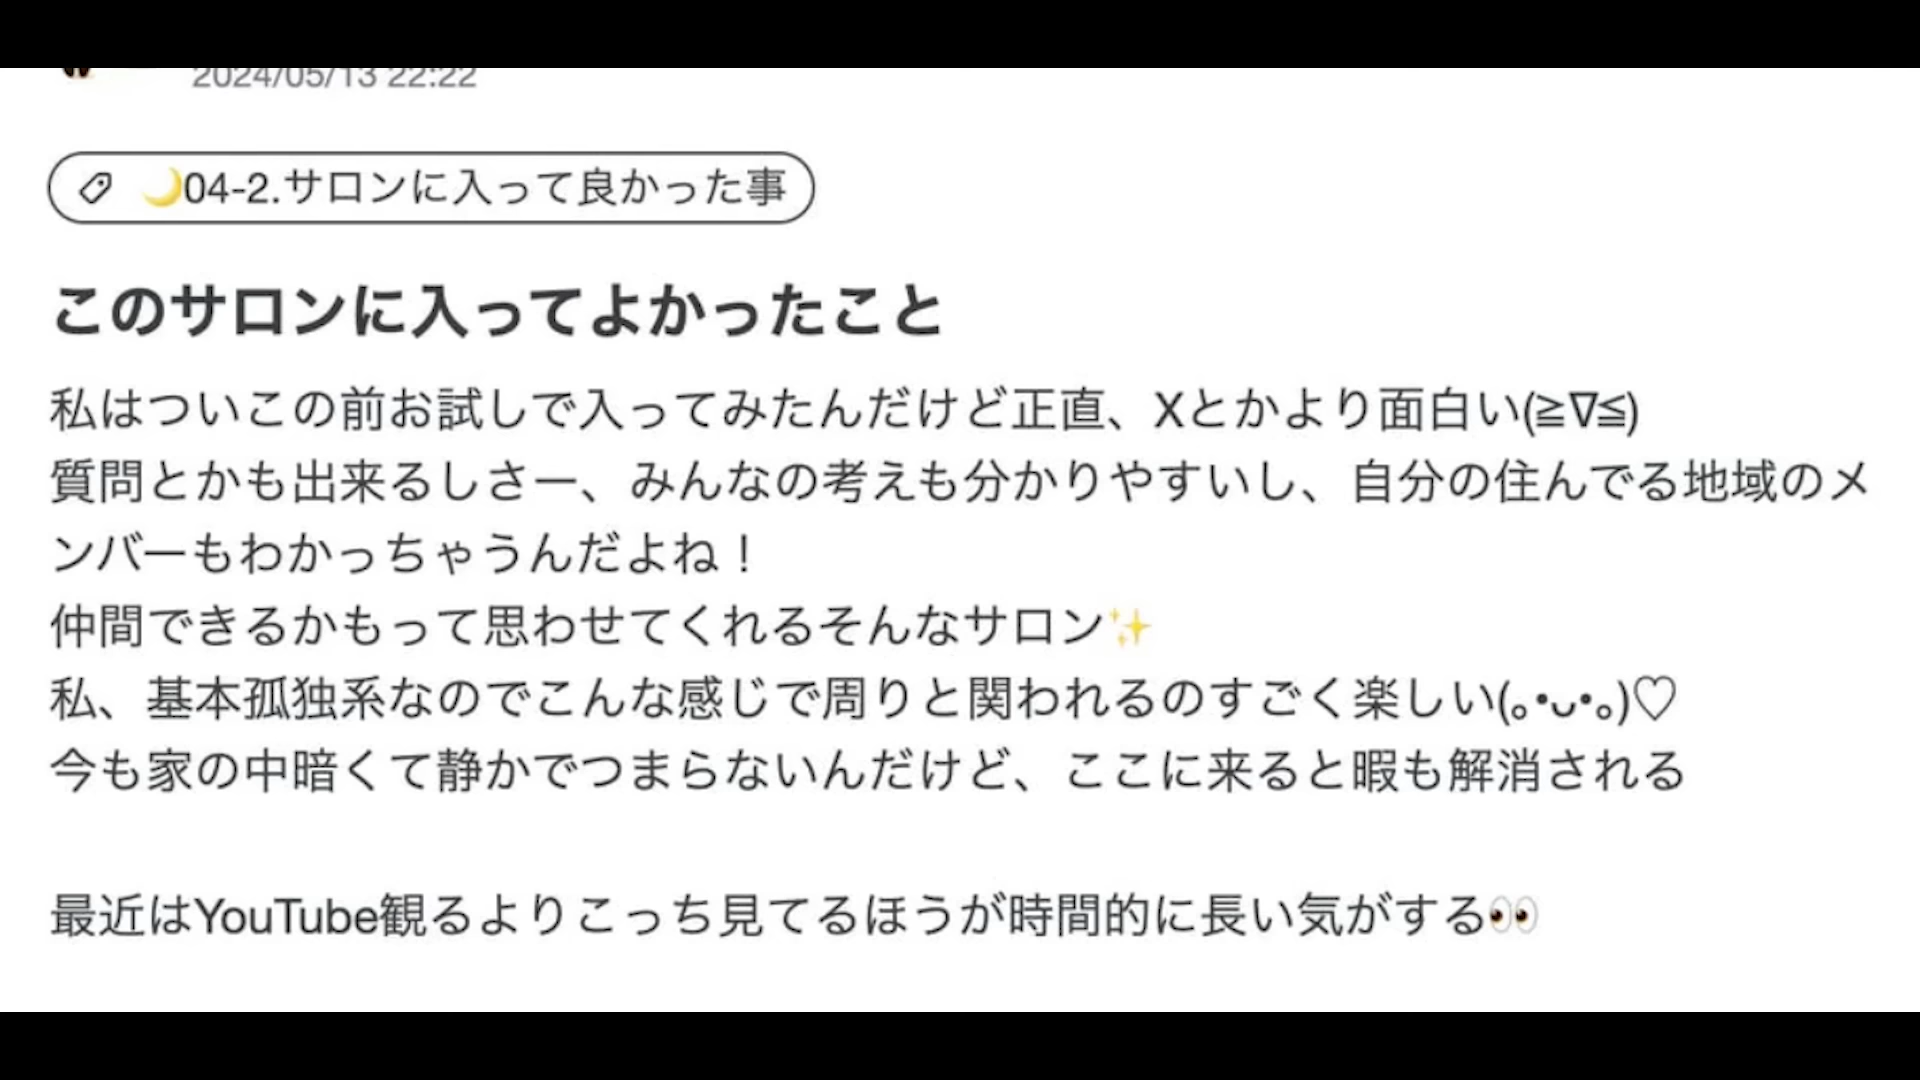 2024/05/13 22:22
🌙04-2.サロンに入って良かった事
このサロンに入ってよかったこと
私はついこの前お試しで入ってみたんだけど正直、Xとかより面白い(≧∇≦)
質問とかも出来るしさー、みんなの考えも分かりやすいし、自分の住んでる地域のメ
ンバーもわかっちゃうんだよね！
仲間できるかもって思わせてくれるそんなサロン✨
私、基本孤独系なのでこんな感じで周りと関われるのすごく楽しい(｡•ᴗ•｡)♡
今も家の中暗くて静かでつまらないんだけど、ここに来ると暇も解消される
最近はYouTube観るよりこっち見てるほうが時間的に長い気がする👀